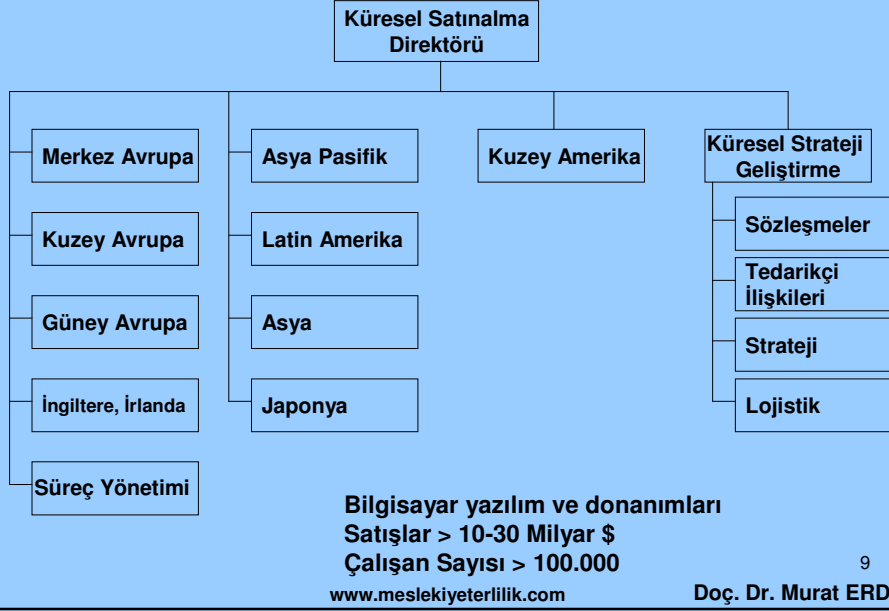 Küresel Satınalma
Direktörü
Merkez Avrupa
Kuzey Avrupa
Güney Avrupa
İngiltere, İrlanda
Süreç Yönetimi
Asya Pasifik
Latin Amerika
Asya
Japonya
Kuzey Amerika
Küresel Strateji
Geliştirme
Sözleşmeler
Tedarikçi
İlişkileri
Strateji
Lojistik
Bilgisayar yazılım ve donanımları
Satışlar > 10-30 Milyar $
Çalışan Sayısı > 100.000
9
www.meslekiyeterlilik.com
Doç. Dr. Murat ERD